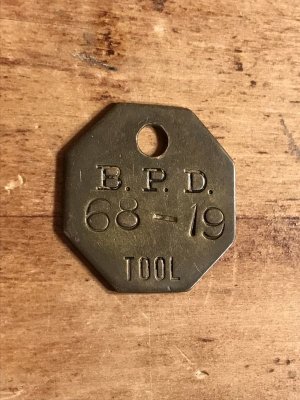 B. P. D.
68-19
TOOL